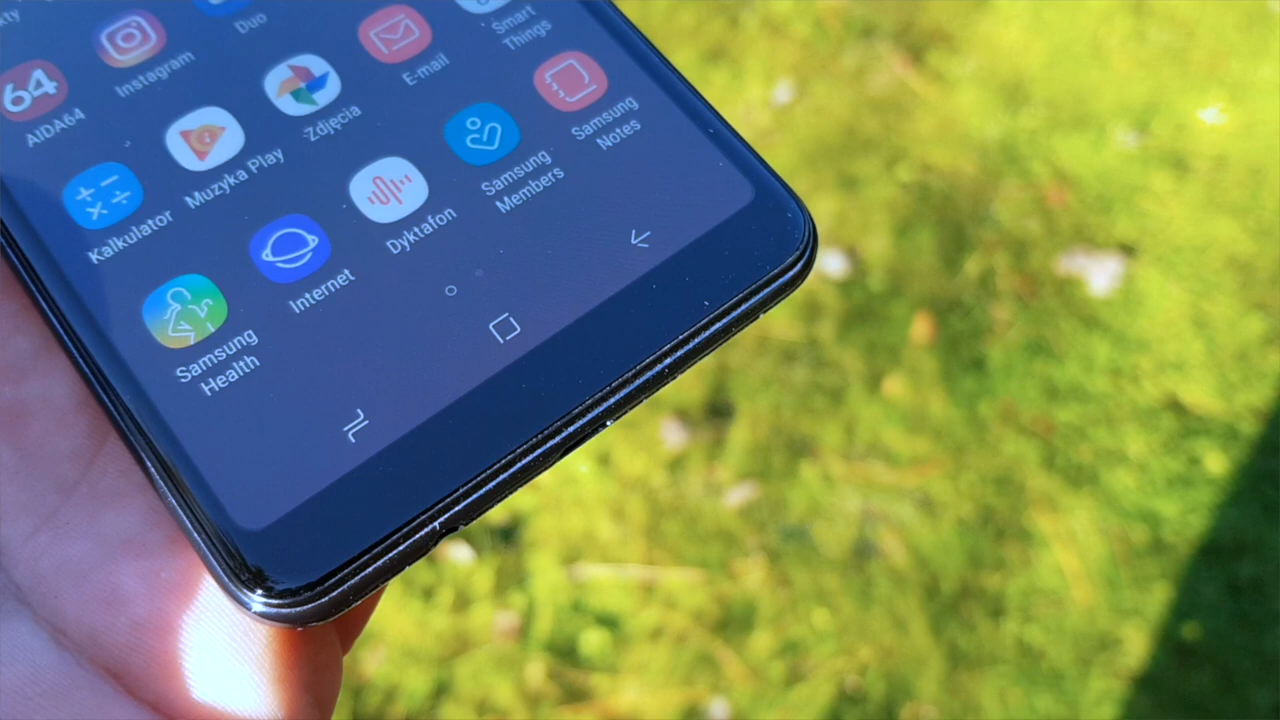 Duo
Instagram
64
AIDA64
Smart
Things
E-mail
Zdjęcia
Muzyka Play
Kalkulator
Samsung
Notes
Samsung
Members
Dyktafon
Internet
Samsung
Health